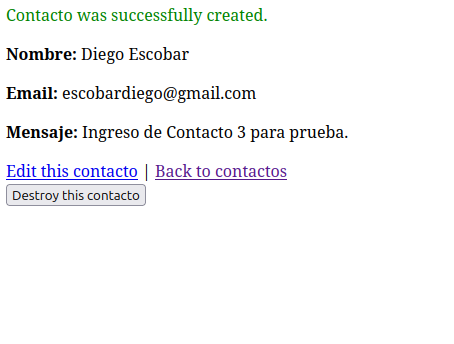 Contacto was successfully created.
Nombre: Diego Escobar
Email: escobardiego@gmail.com
Mensaje: Ingreso de Contacto 3 para prueba.
Edit this contacto | Back to contactos
Destroy this contacto